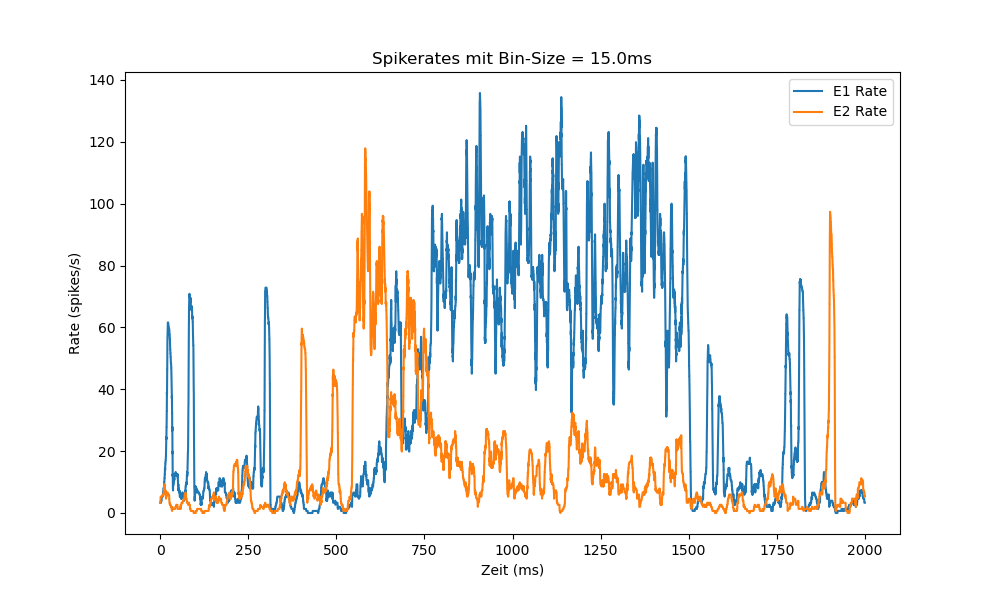 Spikerates mit Bin-Size = 15.0ms
E1 Rate
E2 Rate
140
120
100
80
60
40
20
0
Rate (spikes/s)
0 250 500 750 1000 1250 1500 1750 2000
Zeit (ms)